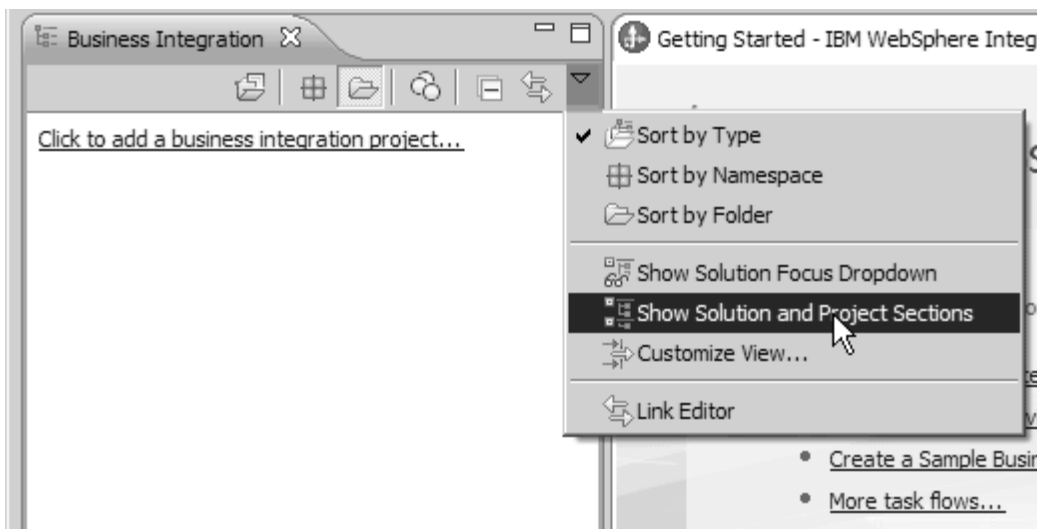 Business Integration
Getting Started - IBM WebSphere Integ
Click to add a business integration project...
Sort by Type
Sort by Namespace
Sort by Folder
Show Solution Focus Dropdown
Show Solution and Project Sections
Customize View...
Link Editor
Create a Sample Busin
More task flows...